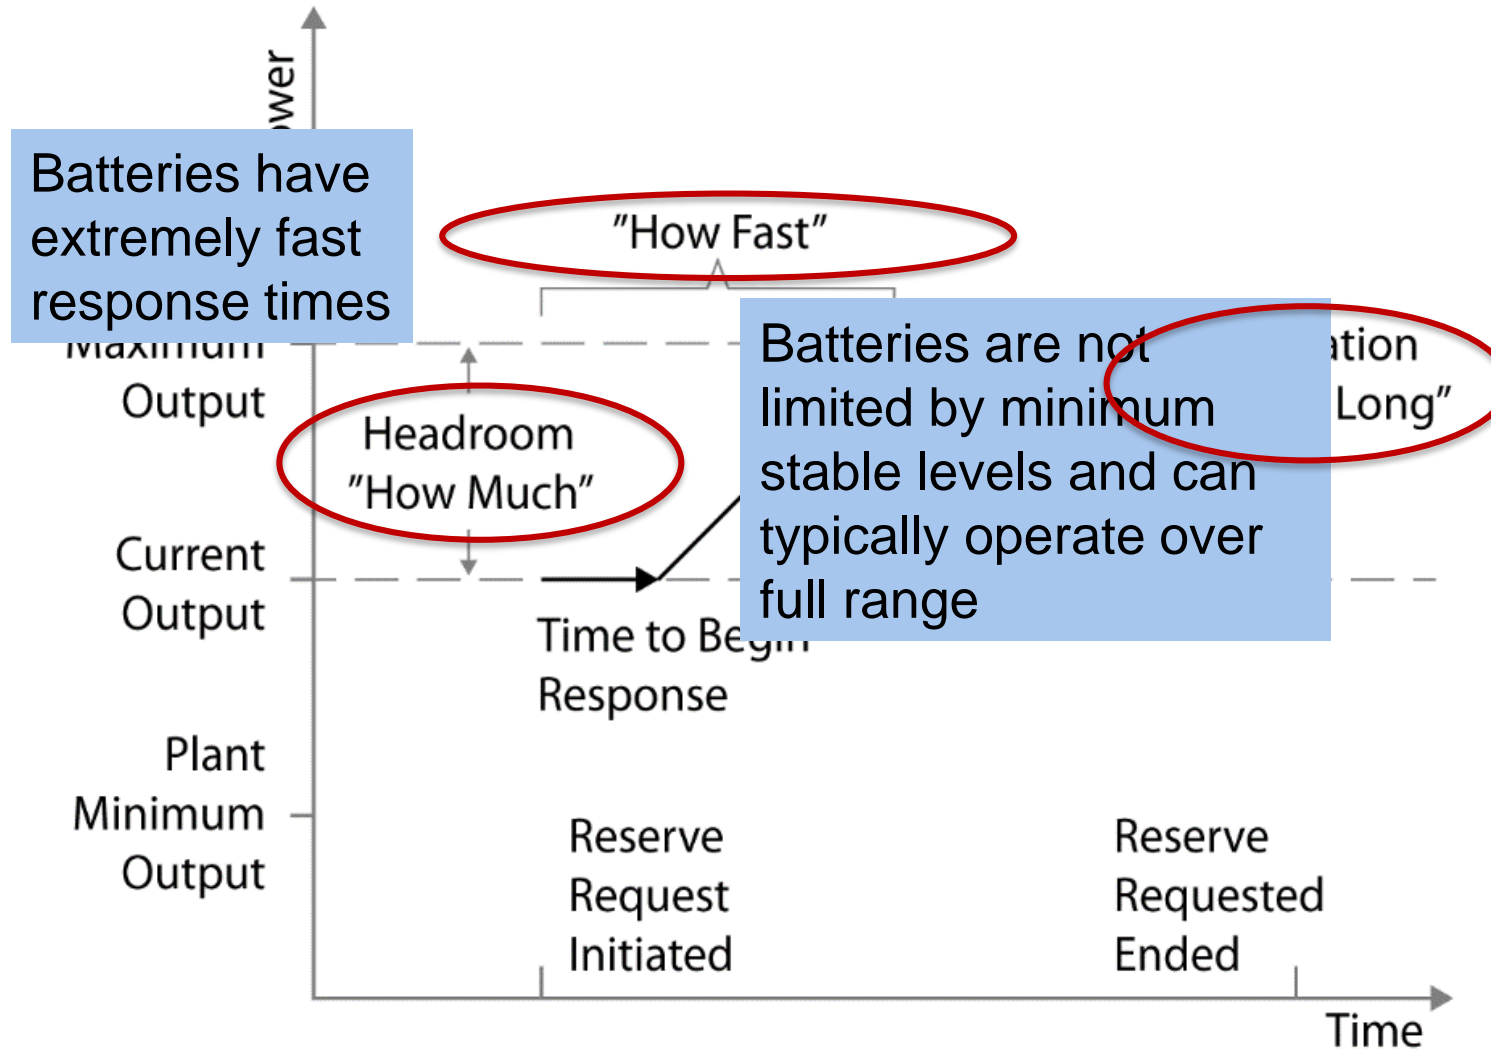 Batteries have
extremely fast
response times
"How Fast"
Output
Headroom
"How Much"
Batteries are not
limited by minimum
stable levels and can
typically operate over
full range
Long"
Current
Output
Time to Begin
Response
Plant
Minimum
Output
Reserve
Request
Initiated
Reserve
Requested
Ended
Maximum
Time